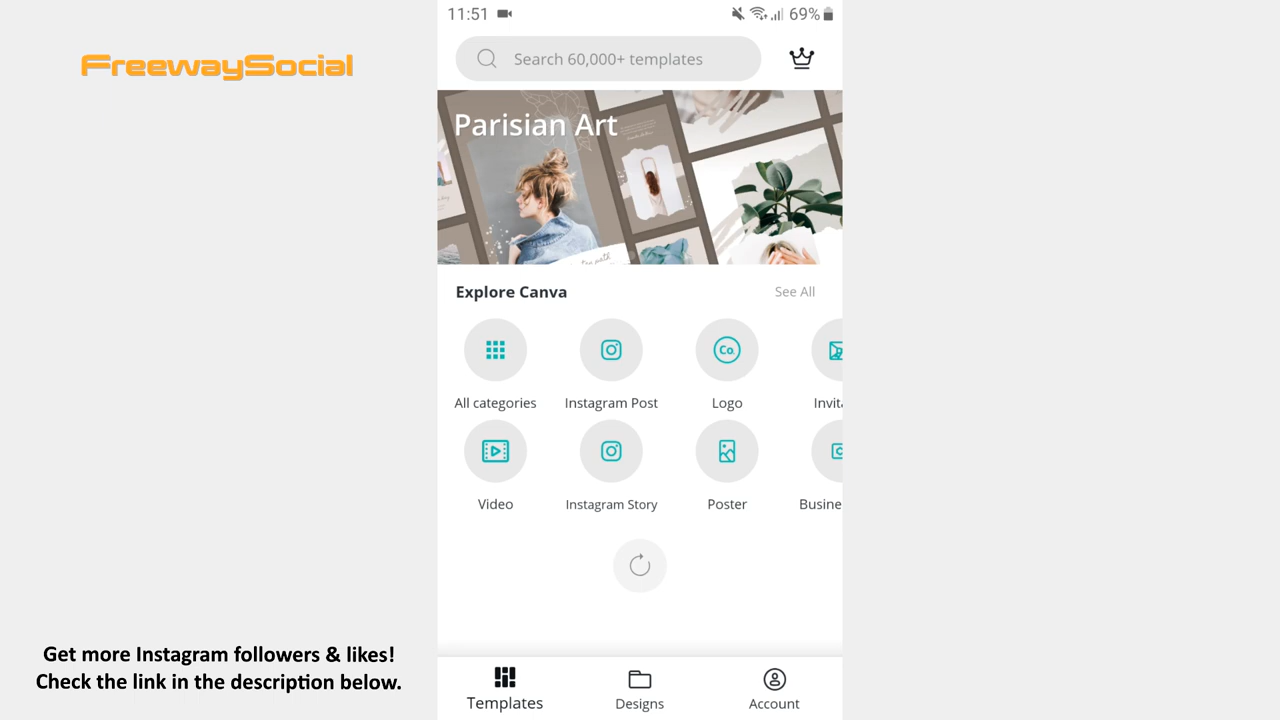 11:51
69%
FreewaySocial
Search 60,000+ templates
Parisian Art
Explore Canva
See All
Co.
All categories
Instagram Post
Logo
Video
Instagram Story
Poster
Get more Instagram followers & likes!
Check the link in the description below.
Templates
Designs
Account